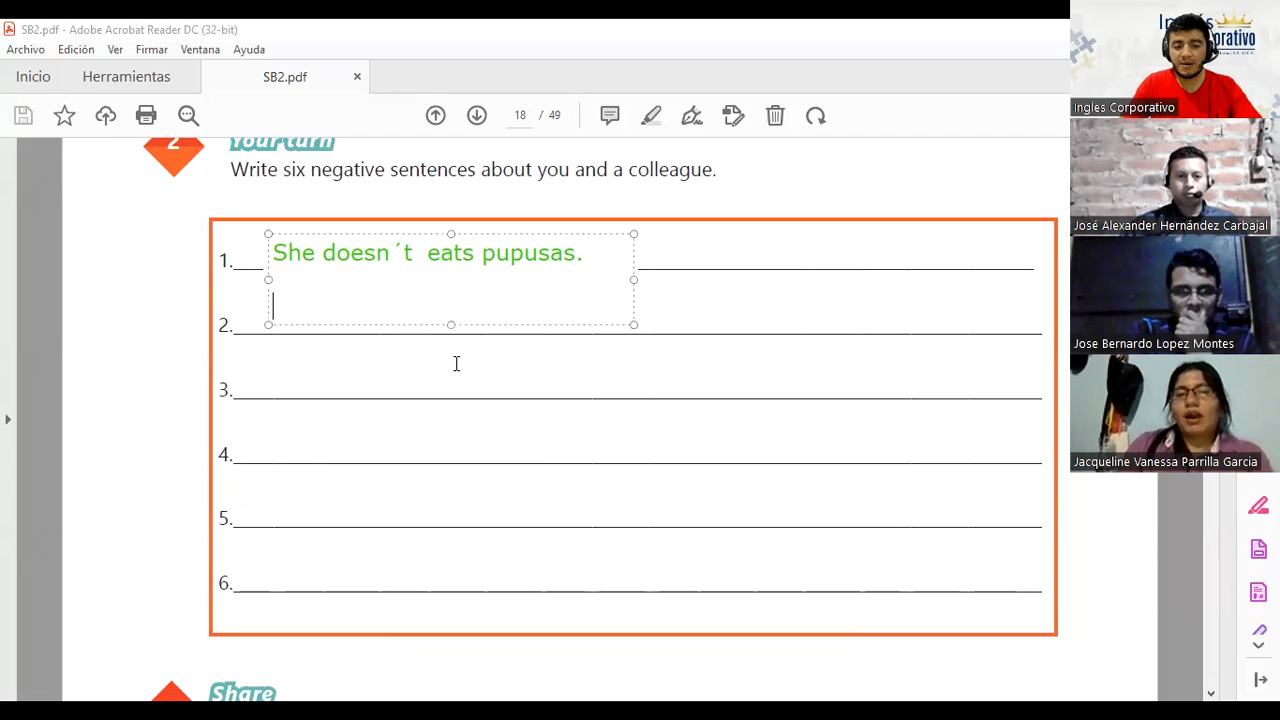 SB2.pdf - Adobe Acrobat Reader DC (32-bit)
Archivo Edición Ver Firmar Ventana Ayuda
Inicio Herramientas SB2.pdf ×
18 / 49
2 Your turn
Write six negative sentences about you and a colleague.
1. She doesn´t eats pupusas.
2.
3.
4.
5.
6.
Share
Ingles Corporativo
José Alexander Hernández Carbajal
Jose Bernardo Lopez Montes
Jacqueline Vanessa Parrilla Garcia